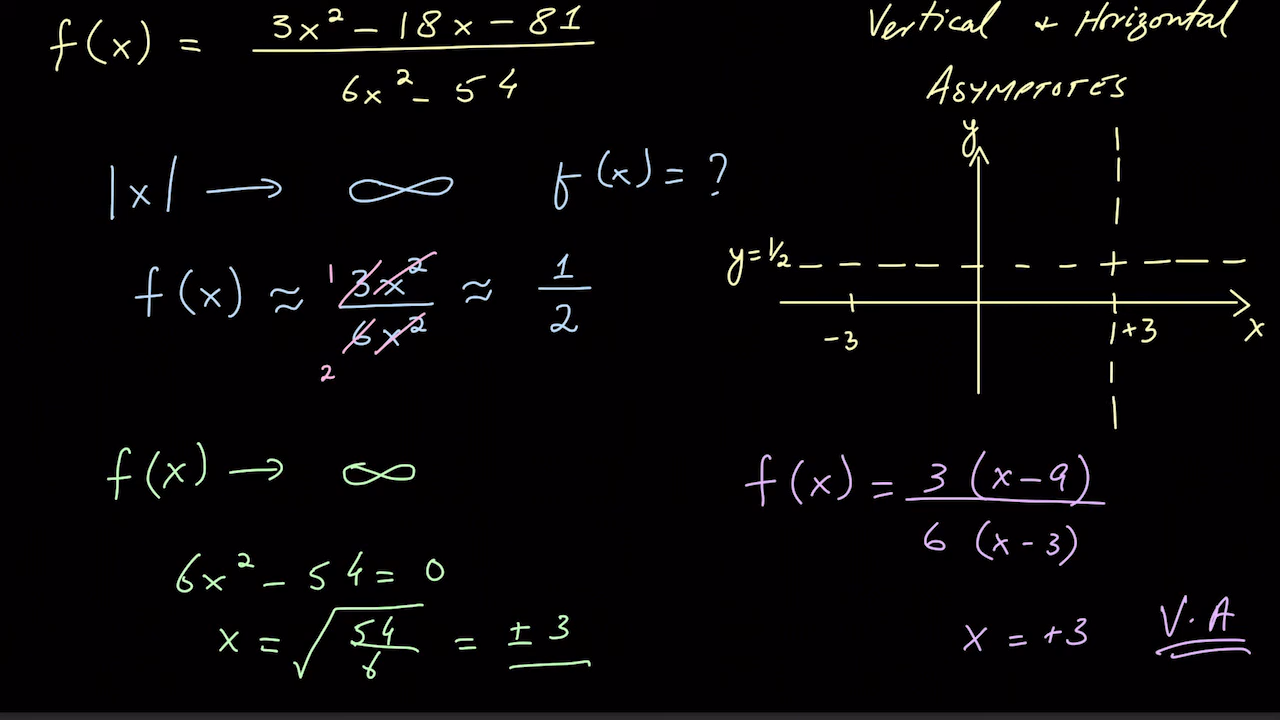 f(x) = (3x² - 18x - 81) / (6x² - 54)
Vertical & Horizontal
ASYMPTOTES
|x| → ∞ f(x) = ?
f(x) ≈ 1 3x² / 6x² 2 ≈ 1/2
y
y = 1/2
-3 +3 x
f(x) → ∞
6x² - 54 = 0
x = √(54/6) = ± 3
f(x) = 3 (x-9) / 6 (x-3)
x = +3 V.A